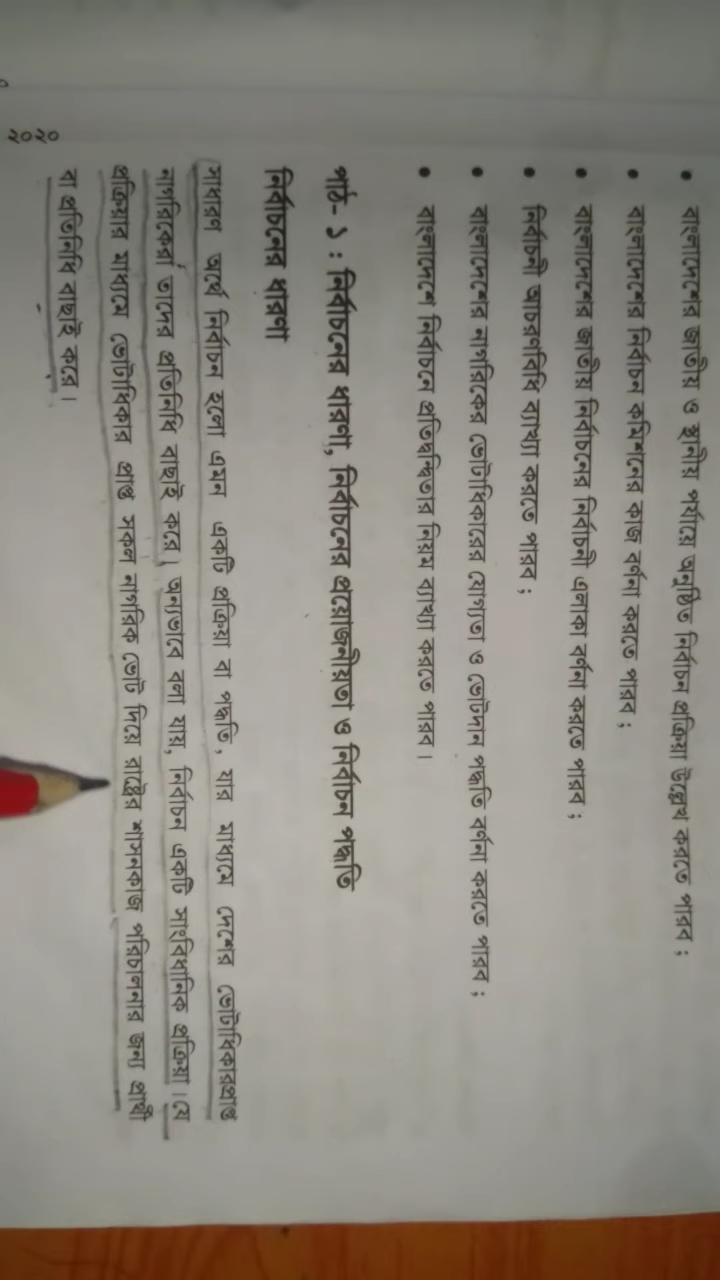 • বাংলাদেশের জাতীয় ও স্থানীয় পর্যায়ে অনুষ্ঠিত নির্বাচন প্রক্রিয়া উল্লেখ করতে পারব ;
• বাংলাদেশের নির্বাচন কমিশনের কাজ বর্ণনা করতে পারব ;
• বাংলাদেশের জাতীয় নির্বাচনের নির্বাচনী এলাকা বর্ণনা করতে পারব ;
• নির্বাচনী আচরণবিধি ব্যাখ্যা করতে পারব ;
• বাংলাদেশের নাগরিকের ভোটাধিকারের যোগ্যতা ও ভোটদান পদ্ধতি বর্ণনা করতে পারব ;
• বাংলাদেশে নির্বাচনে প্রতিদ্বন্দ্বিতার নিয়ম ব্যাখ্যা করতে পারব ।
পাঠ- ১ : নির্বাচনের ধারণা, নির্বাচনের প্রয়োজনীয়তা ও নির্বাচন পদ্ধতি
নির্বাচনের ধারণা
সাধারণ অর্থে নির্বাচন হলো এমন একটি প্রক্রিয়া বা পদ্ধতি, যার মাধ্যমে দেশের ভোটাধিকারপ্রাপ্ত
নাগরিকেরা তাদের প্রতিনিধি বাছাই করে। অন্যভাবে বলা যায়, নির্বাচন একটি সাংবিধানিক প্রক্রিয়া। যে
প্রক্রিয়ার মাধ্যমে ভোটাধিকার প্রাপ্ত সকল নাগরিক ভোট দিয়ে রাষ্ট্রের শাসনকাজ পরিচালনার জন্য প্রার্থী
বা প্রতিনিধি বাছাই করে।
২০২০